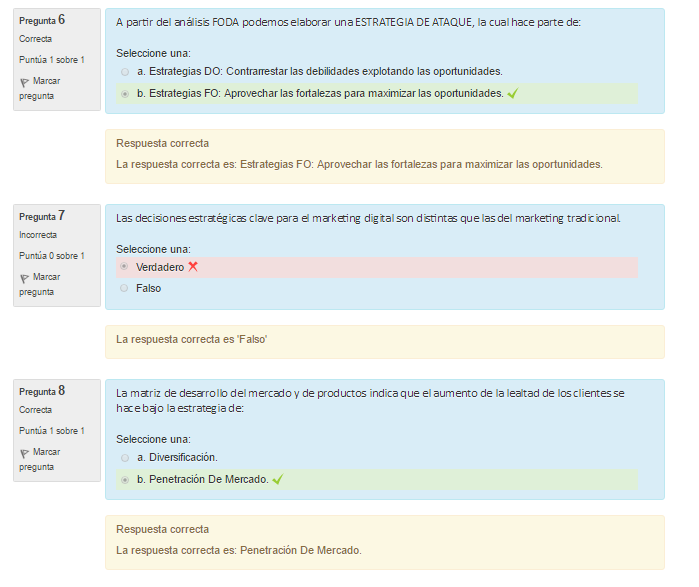 Pregunta 6
Correcta
Puntúa 1 sobre 1
Marcar
pregunta
A partir del análisis FODA podemos elaborar una ESTRATEGIA DE ATAQUE, la cual hace parte de:
Seleccione una:
a. Estrategias DO: Contrarrestar las debilidades explotando las oportunidades.
b. Estrategias FO: Aprovechar las fortalezas para maximizar las oportunidades.
Respuesta correcta
La respuesta correcta es: Estrategias FO: Aprovechar las fortalezas para maximizar las oportunidades.
Pregunta 7
Incorrecta
Puntúa 0 sobre 1
Marcar
pregunta
Las decisiones estratégicas clave para el marketing digital son distintas que las del marketing tradicional.
Seleccione una:
Verdadero
Falso
La respuesta correcta es 'Falso'
Pregunta 8
Correcta
Puntúa 1 sobre 1
Marcar
pregunta
La matriz de desarrollo del mercado y de productos indica que el aumento de la lealtad de los clientes se
hace bajo la estrategia de:
Seleccione una:
a. Diversificación.
b. Penetración De Mercado.
Respuesta correcta
La respuesta correcta es: Penetración De Mercado.